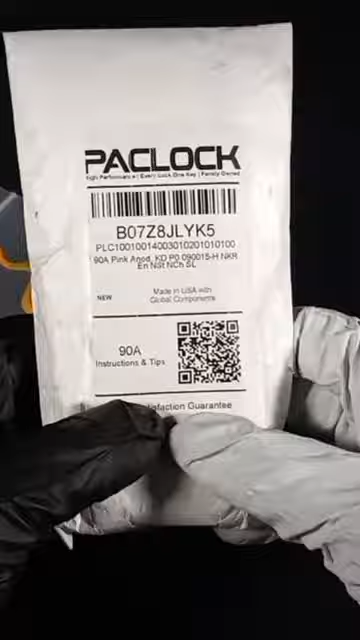 PACLOCK
High Performance | Every Lock One Key | Family Owned
B07Z8JLYK5
PLC10010014003010201010100
90A Pink Anod, KD P0 090015-H NKR
En NSt NCh SL
NEW
Made in USA with
Global Components
90A
Instructions & Tips
Satisfaction Guarantee